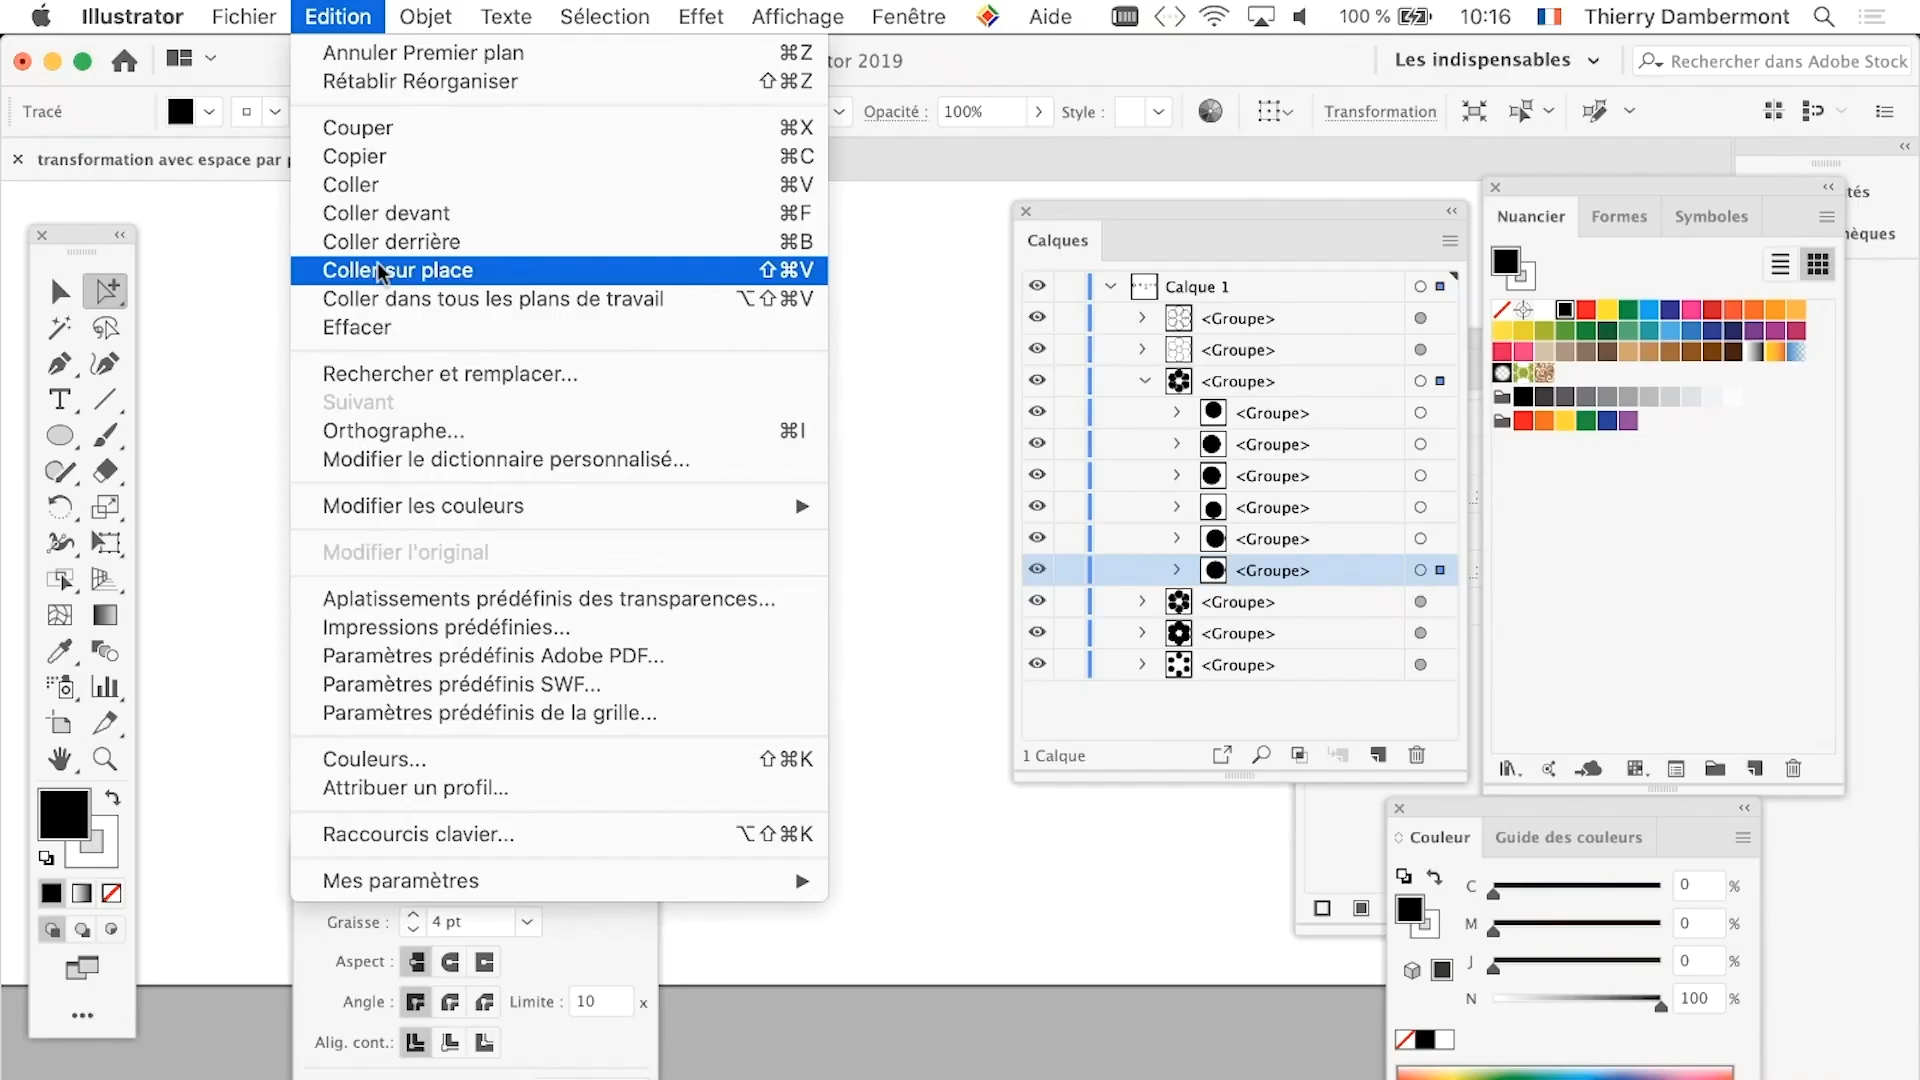 Illustrator Fichier Edition Objet Texte Sélection Effet Affichage Fenêtre Aide 100 % 10:16 Thierry Dambermont
tor 2019
Les indispensables
Rechercher dans Adobe Stock
Tracé
Opacité : 100% Style : Transformation
× transformation avec espace par
Annuler Premier plan ⌘Z
Rétablir Réorganiser ⇧⌘Z
Couper ⌘X
Copier ⌘C
Coller ⌘V
Coller devant ⌘F
Coller derrière ⌘B
Coller sur place ⇧⌘V
Coller dans tous les plans de travail ⌥⇧⌘V
Effacer
Rechercher et remplacer...
Suivant
Orthographe... ⌘I
Modifier le dictionnaire personnalisé...
Modifier les couleurs
Modifier l'original
Aplatissements prédéfinis des transparences...
Impressions prédéfinies...
Paramètres prédéfinis Adobe PDF...
Paramètres prédéfinis SWF...
Paramètres prédéfinis de la grille...
Couleurs... ⇧⌘K
Attribuer un profil...
Raccourcis clavier... ⌥⇧⌘K
Mes paramètres
Graisse : 4 pt
Aspect :
Angle : Limite : 10 x
Alig. cont.:
Calques
Calque 1
<Groupe>
<Groupe>
<Groupe>
<Groupe>
<Groupe>
<Groupe>
<Groupe>
<Groupe>
<Groupe>
<Groupe>
<Groupe>
<Groupe>
1 Calque
tés
hèques
Nuancier Formes Symboles
Couleur Guide des couleurs
C 0 %
M 0 %
J 0 %
N 100 %